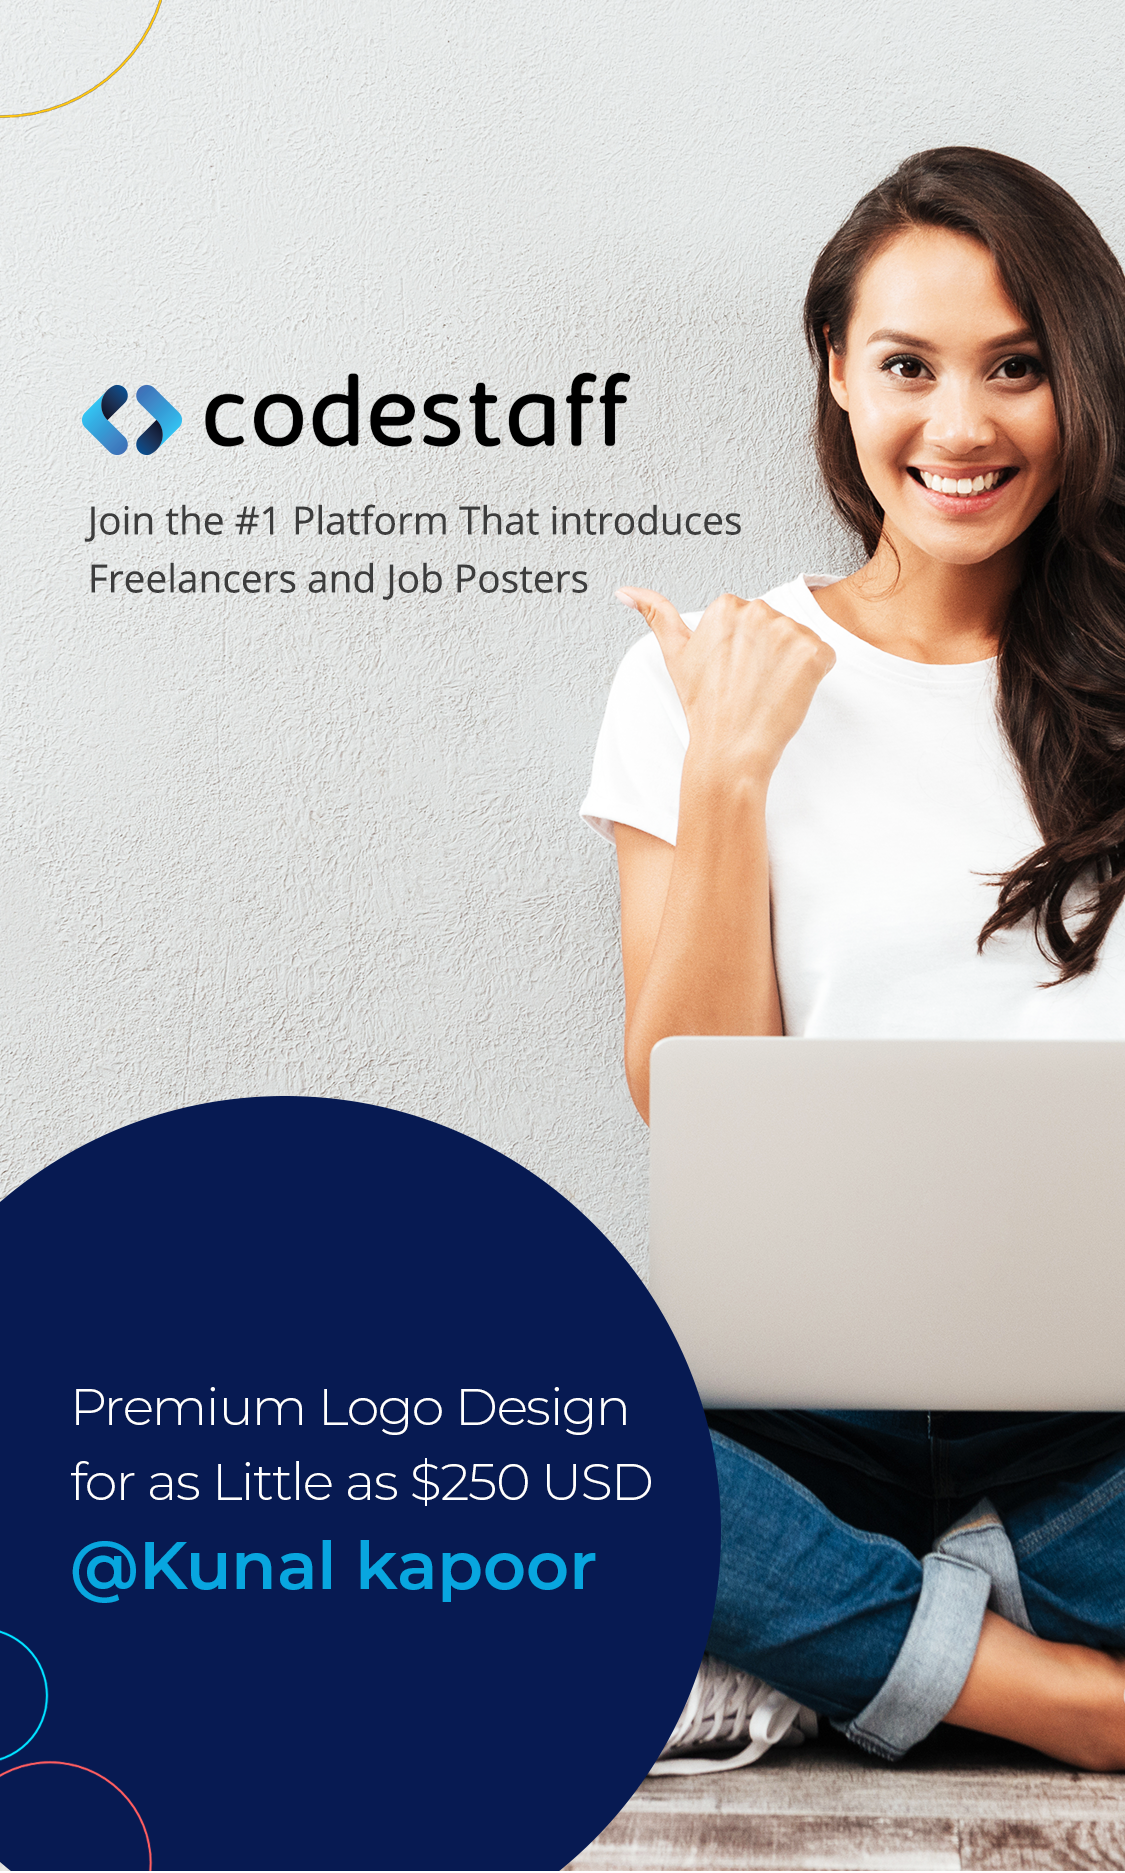 codestaff
Join the #1 Platform That introduces
Freelancers and Job Posters
Premium Logo Design
for as Little as $250 USD
@Kunal kapoor